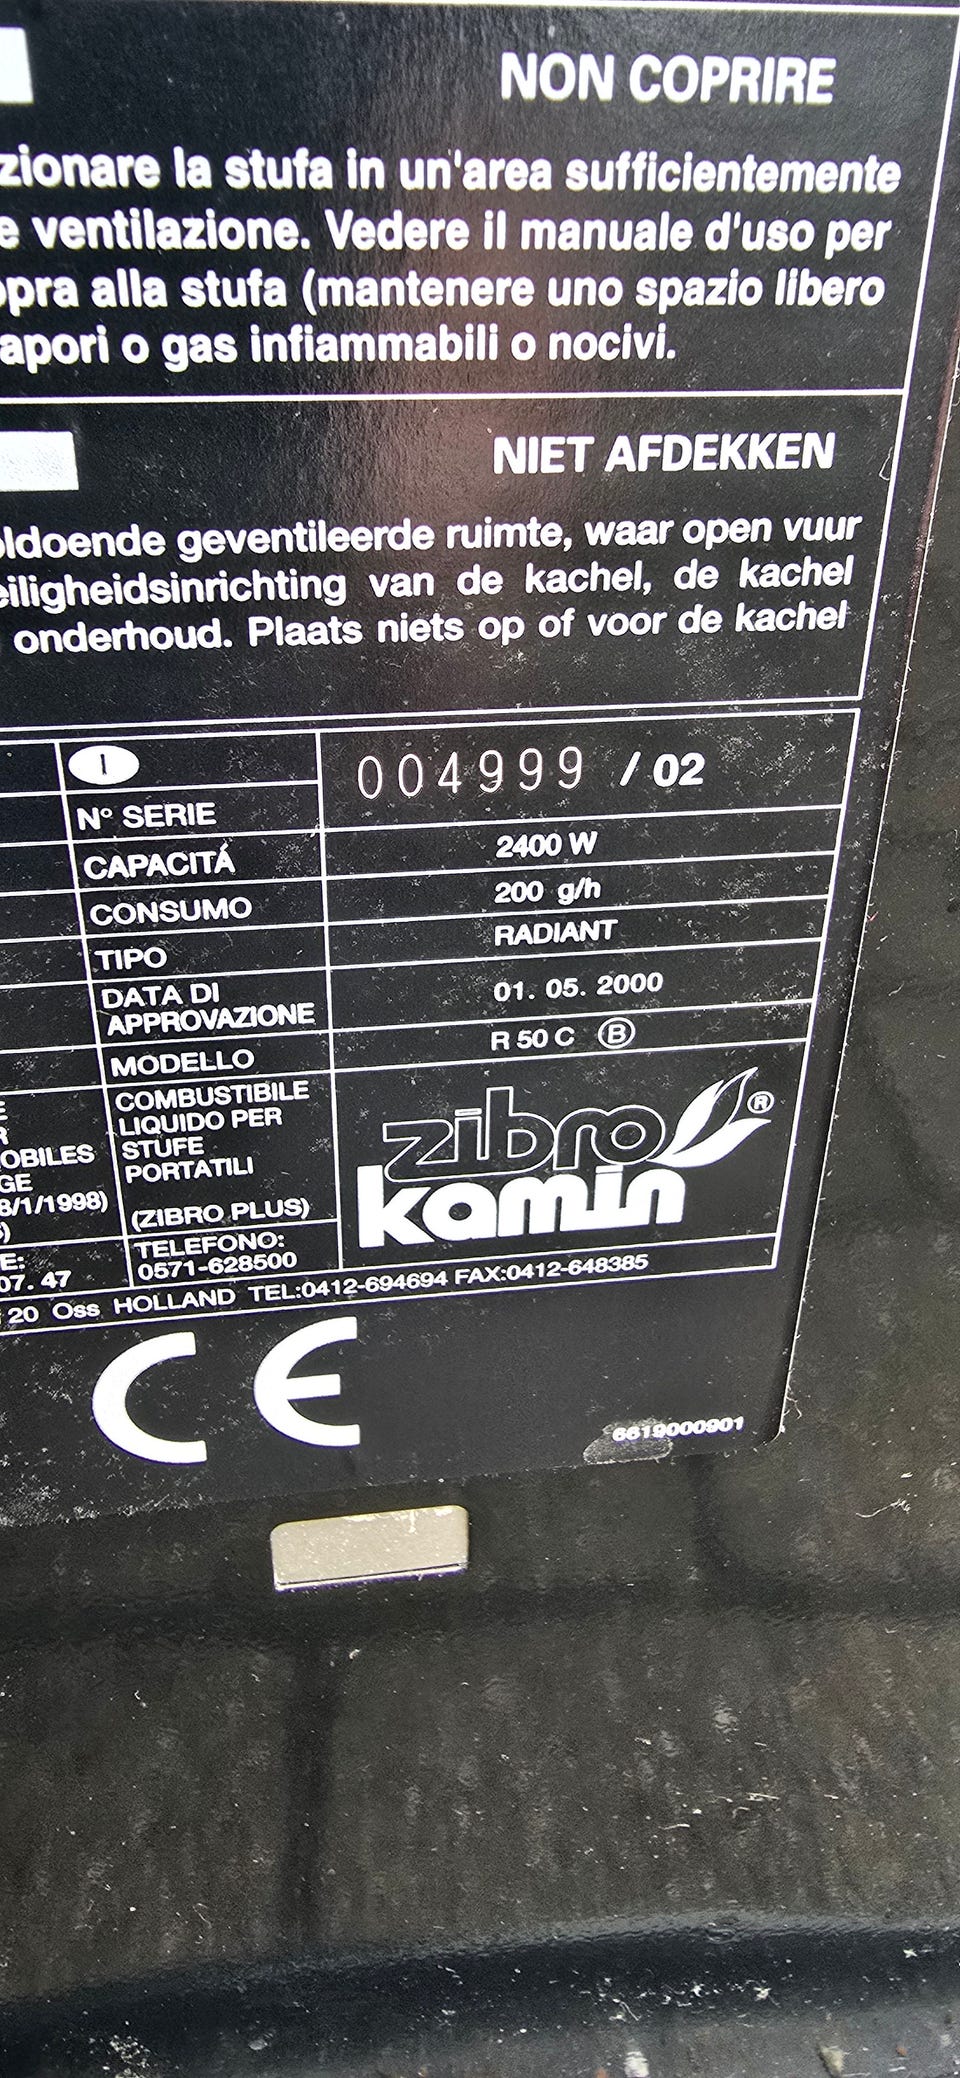 NON COPRIRE
zionare la stufa in un'area sufficientemente
e ventilazione. Vedere il manuale d'uso per
opra alla stufa (mantenere uno spazio libero
apori o gas infiammabili o nocivi.
NIET AFDEKKEN
oldoende geventileerde ruimte, waar open vuur
eiligheidsinrichting van de kachel, de kachel
onderhoud. Plaats niets op of voor de kachel
I
N° SERIE
004999 / 02
CAPACITÁ
2400 W
CONSUMO
200 g/h
TIPO
RADIANT
DATA DI
APPROVAZIONE
01. 05. 2000
MODELLO
R 50 C B
E
R
OBILES
GE
8/1/1998)
)
E:
07. 47
COMBUSTIBILE
LIQUIDO PER
STUFE
PORTATILI
(ZIBRO PLUS)
TELEFONO:
0571-628500
zibro ®
kamin
20 Oss HOLLAND TEL:0412-694694 FAX:0412-648385
CE
6619000901